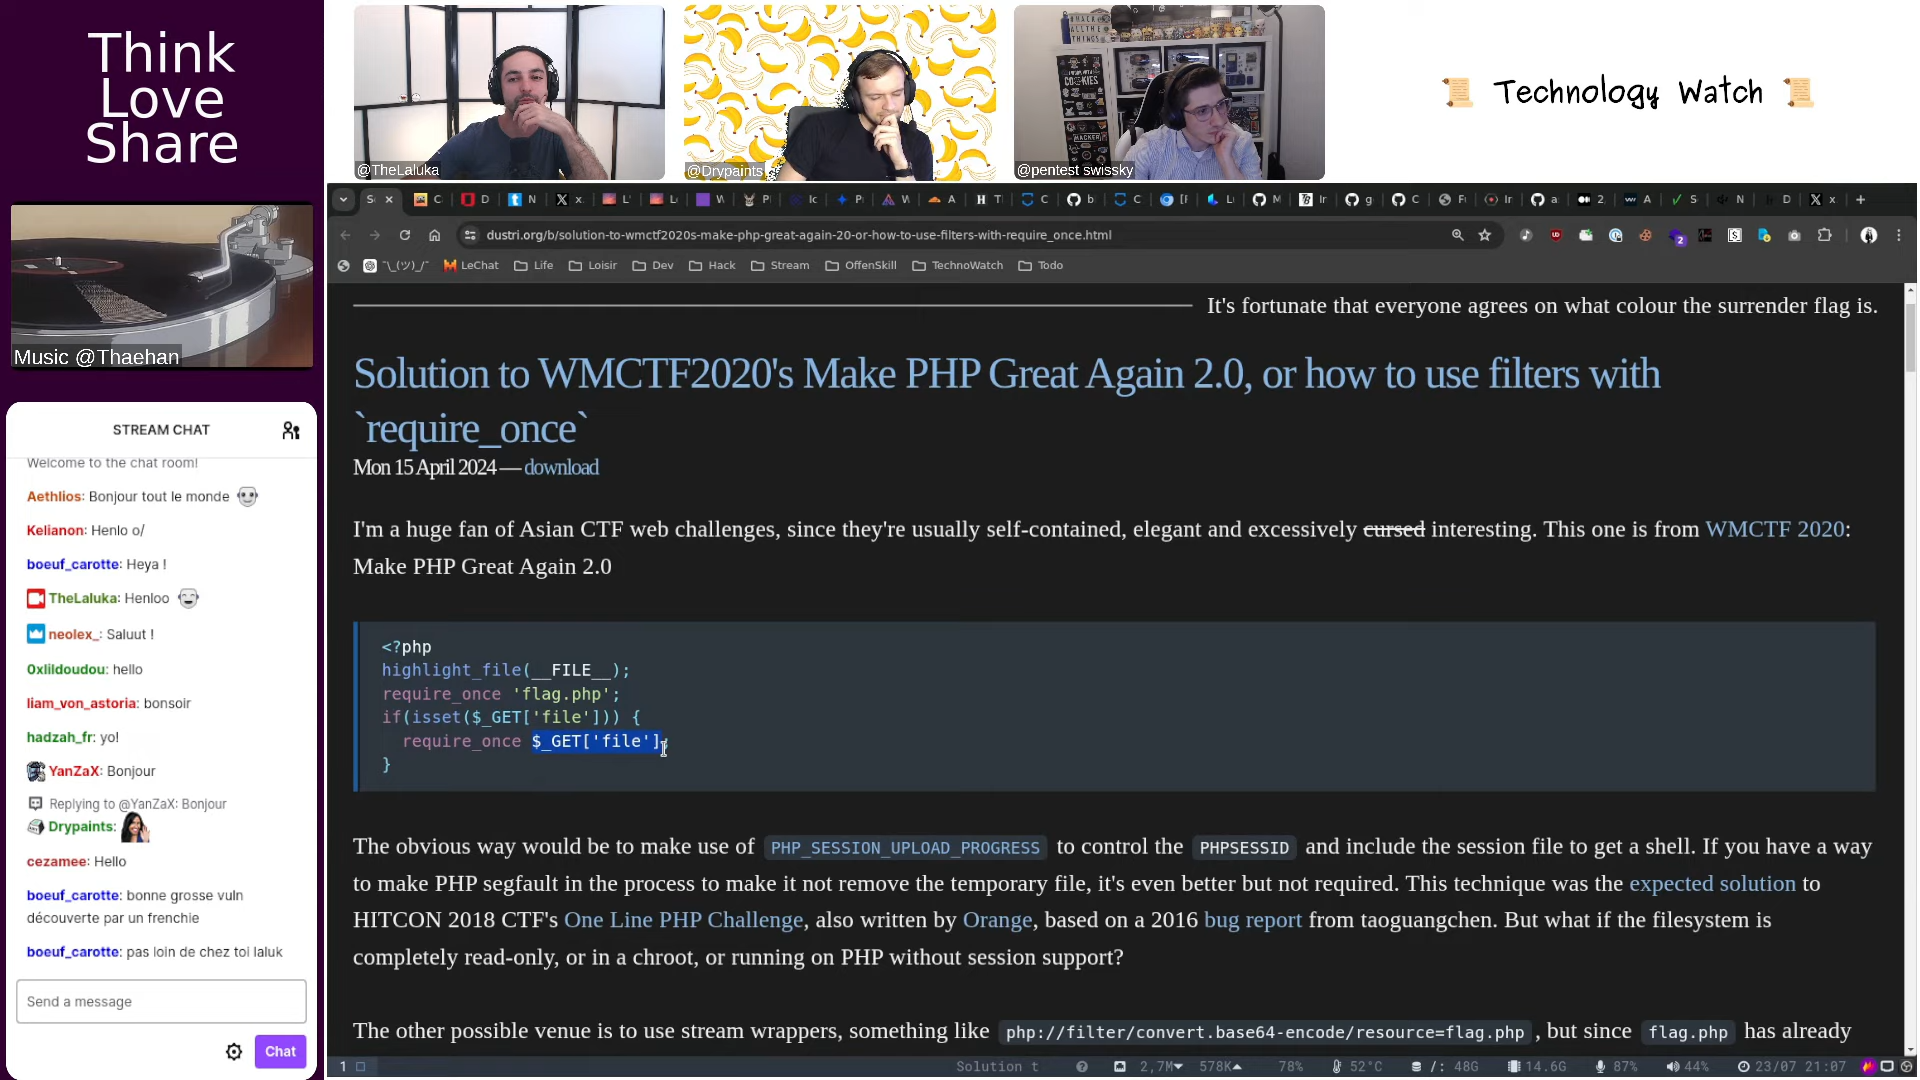 Think
Love
Share
@TheLaluka
@Drypaints
@pentest swissky
HACK
ALL THE
THINGS
HACKER
📜 Technology Watch 📜
Music @Thaehan
STREAM CHAT
Welcome to the chat room!
Aethlios: Bonjour tout le monde
Kelianon: Henlo o/
boeuf_carotte: Heya !
TheLaluka: Henloo
neolex_: Saluut !
0xlildoudou: hello
liam_von_astoria: bonsoir
hadzah_fr: yo!
YanZaX: Bonjour
Replying to @YanZaX: Bonjour
Drypaints:
cezamee: Hello
boeuf_carotte: bonne grosse vuln
découverte par un frenchie
boeuf_carotte: pas loin de chez toi laluk
Send a message
Chat
dustri.org/b/solution-to-wmctf2020s-make-php-great-again-20-or-how-to-use-filters-with-require_once.html
¯\_(ツ)_/¯ LeChat Life Loisir Dev Hack Stream OffenSkill TechnoWatch Todo
It's fortunate that everyone agrees on what colour the surrender flag is.
Solution to WMCTF2020's Make PHP Great Again 2.0, or how to use filters with
`require_once`
Mon 15 April 2024 — download
I'm a huge fan of Asian CTF web challenges, since they're usually self-contained, elegant and excessively cursed interesting. This one is from WMCTF 2020:
Make PHP Great Again 2.0
<?php
highlight_file(__FILE__);
require_once 'flag.php';
if(isset($_GET['file'])) {
require_once $_GET['file'];
}
The obvious way would be to make use of PHP_SESSION_UPLOAD_PROGRESS to control the PHPSESSID and include the session file to get a shell. If you have a way
to make PHP segfault in the process to make it not remove the temporary file, it's even better but not required. This technique was the expected solution to
HITCON 2018 CTF's One Line PHP Challenge, also written by Orange, based on a 2016 bug report from taoguangchen. But what if the filesystem is
completely read-only, or in a chroot, or running on PHP without session support?
The other possible venue is to use stream wrappers, something like php://filter/convert.base64-encode/resource=flag.php, but since flag.php has already
1 Solution t 2,7M 578K 78% 52°C /: 48G 14.6G 87% 44% 23/07 21:07